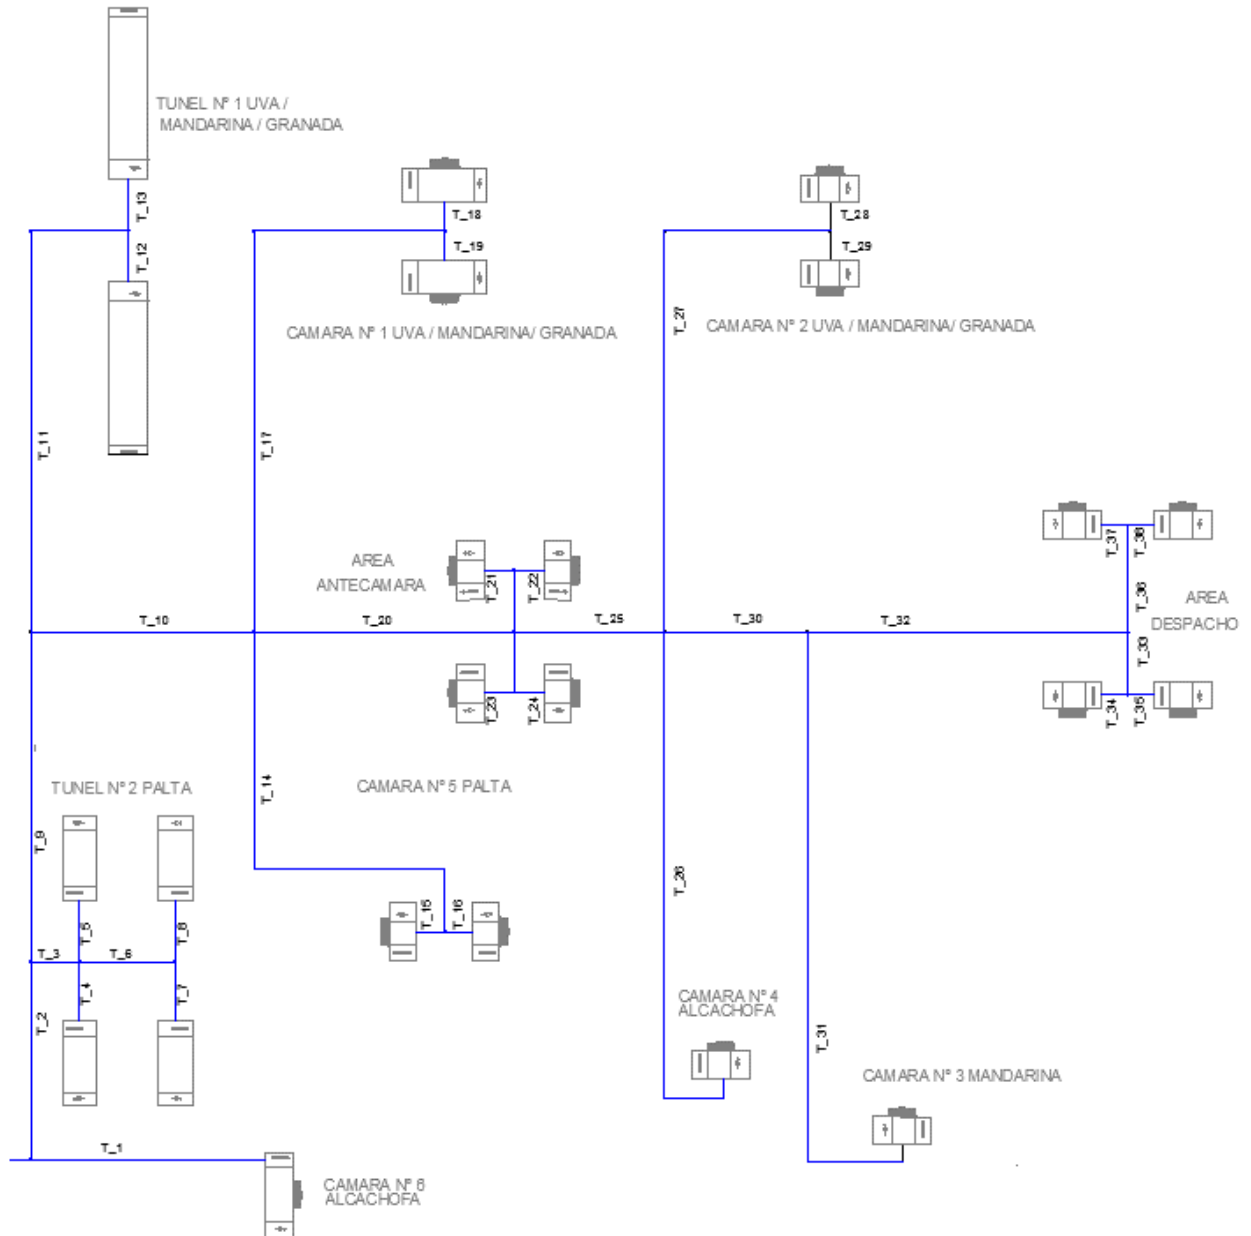 TUNEL Nº 1 UVA /
MANDARINA / GRANADA
T_13
T_12
T_18
T_19
T_28
T_29
CAMARA Nº 1 UVA / MANDARINA/ GRANADA
CAMARA Nº 2 UVA / MANDARINA/ GRANADA
T_27
T_11
T_17
AREA
ANTECAMARA
T_21
T_22
T_37
T_38
T_36
AREA
DESPACHO
T_10
T_20
T_25
T_30
T_32
T_33
T_23
T_24
T_34
T_35
T_14
TUNEL Nº 2 PALTA
CAMARA Nº 5 PALTA
T_9
T_26
T_15
T_16
T_5
T_8
T_3
T_6
T_4
T_7
T_2
CAMARA Nº 4
ALCACHOFA
T_31
CAMARA Nº 3 MANDARINA
T_1
CAMARA Nº 6
ALCACHOFA